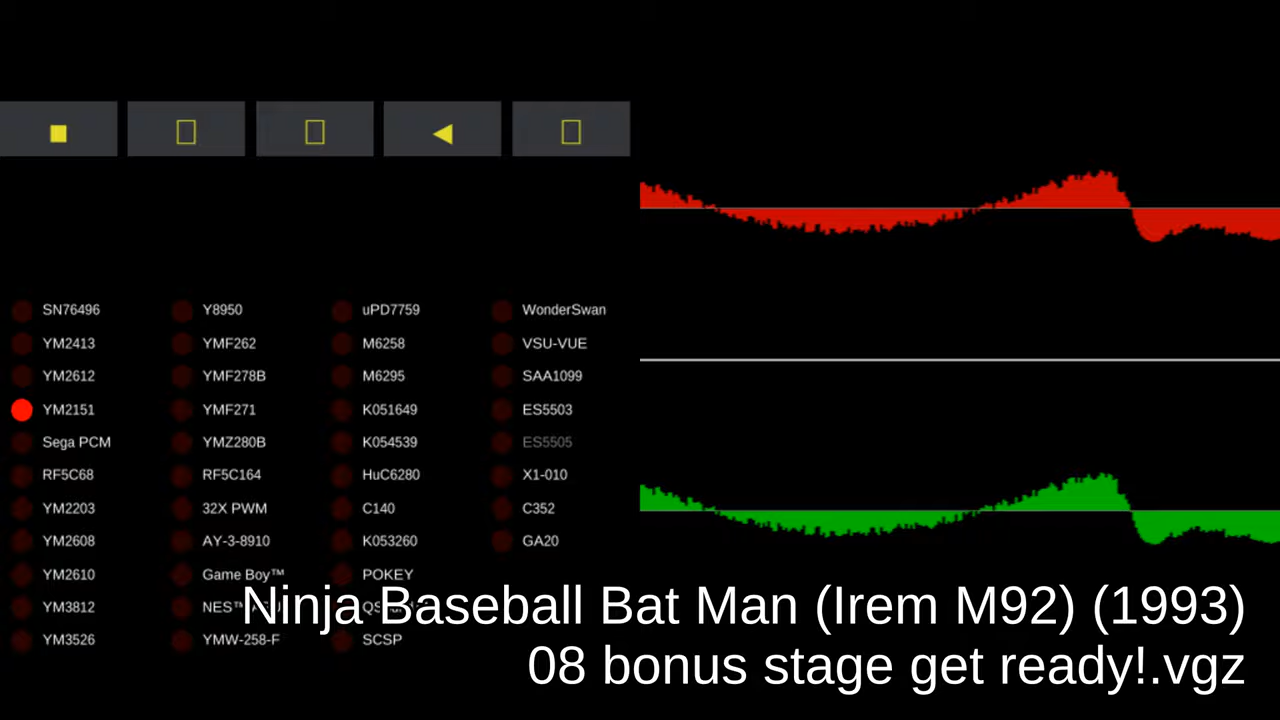 SN76496 Y8950 uPD7759 WonderSwan
YM2413 YMF262 M6258 VSU-VUE
YM2612 YMF278B M6295 SAA1099
YM2151 YMF271 K051649 ES5503
Sega PCM YMZ280B K054539 ES5505
RF5C68 RF5C164 HuC6280 X1-010
YM2203 32X PWM C140 C352
YM2608 AY-3-8910 K053260 GA20
YM2610 Game Boy™ POKEY
YM3812 NES™
YM3526 YMW-258-F SCSP
Ninja Baseball Bat Man (Irem M92) (1993)
08 bonus stage get ready!.vgz